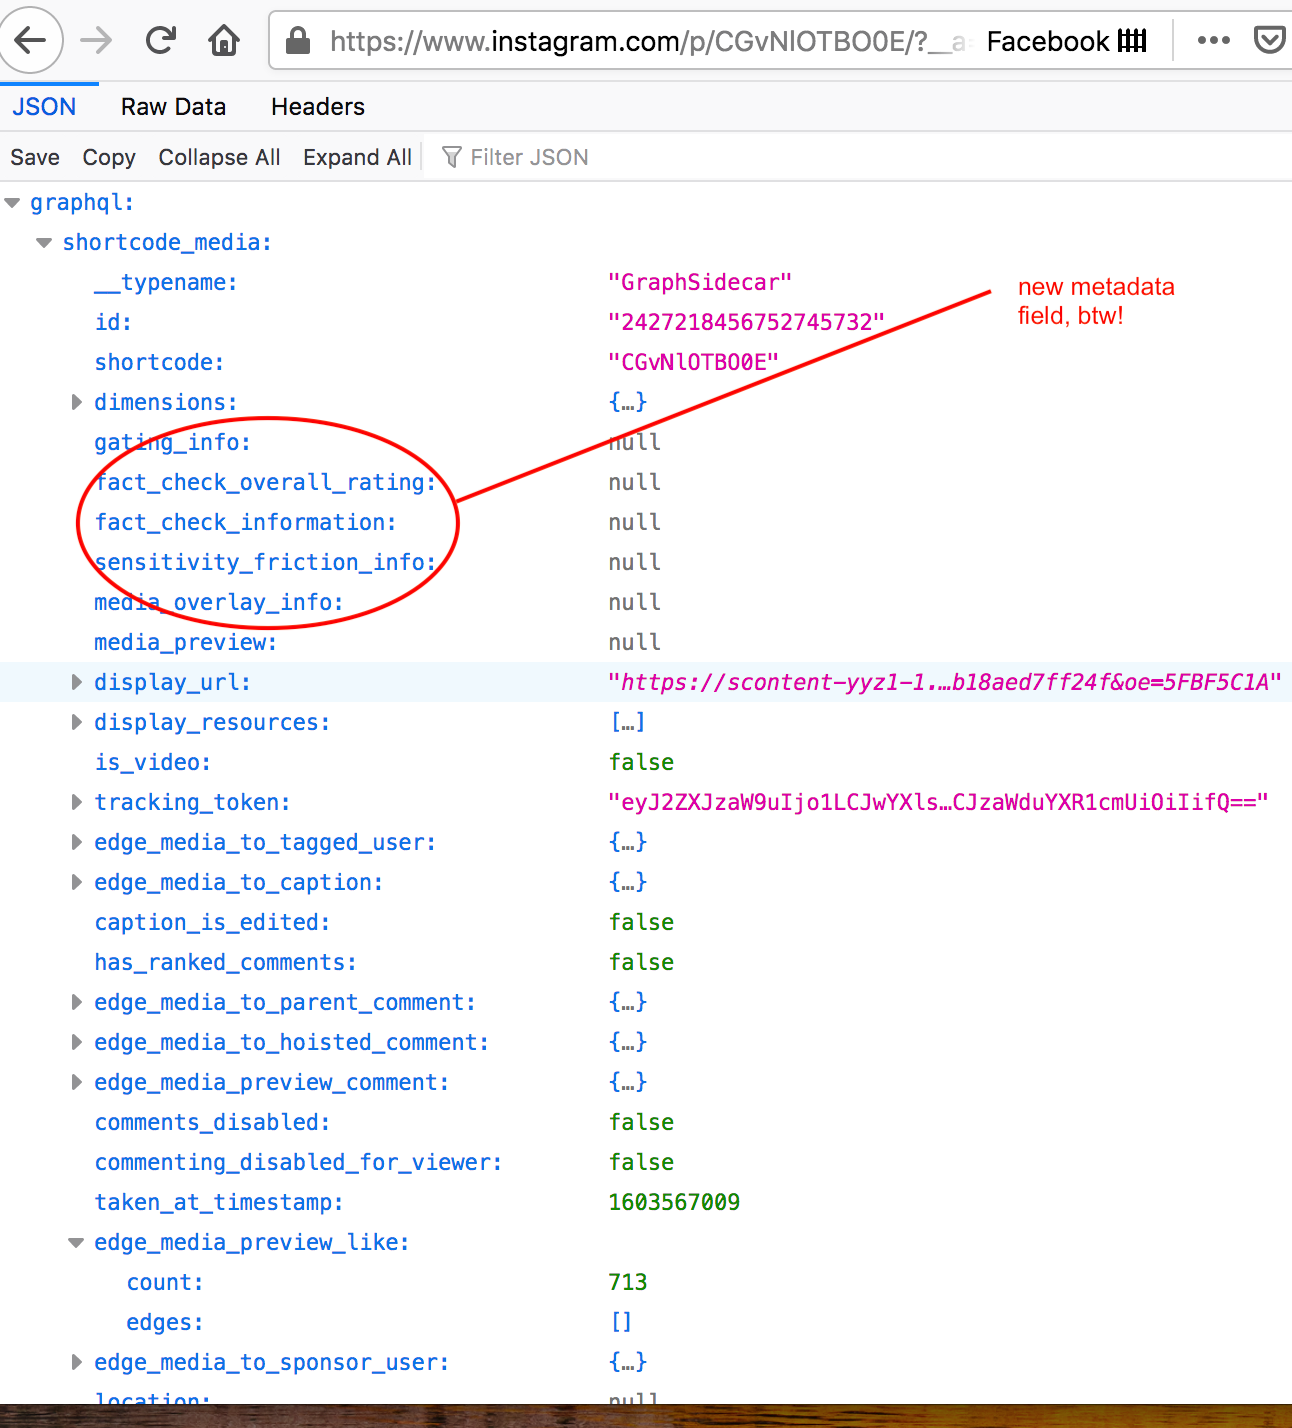 https://www.instagram.com/p/CGvNlOTBO0E/?__a= Facebook
JSON Raw Data Headers
Save Copy Collapse All Expand All Filter JSON
graphql:
shortcode_media:
__typename: "GraphSidecar"
new metadata
id: "2427218456752745732"
field, btw!
shortcode: "CGvNlOTBO0E"
dimensions: {…}
gating_info: null
fact_check_overall_rating: null
fact_check_information: null
sensitivity_friction_info: null
media_overlay_info: null
media_preview: null
display_url: "https://scontent-yyz1-1.…b18aed7ff24f&oe=5FBF5C1A"
display_resources: […]
is_video: false
tracking_token: "eyJ2ZXJzaW9uIjo1LCJwYXls…CJzaWduYXR1cmUiOiIifQ=="
edge_media_to_tagged_user: {…}
edge_media_to_caption: {…}
caption_is_edited: false
has_ranked_comments: false
edge_media_to_parent_comment: {…}
edge_media_to_hoisted_comment: {…}
edge_media_preview_comment: {…}
comments_disabled: false
commenting_disabled_for_viewer: false
taken_at_timestamp: 1603567009
edge_media_preview_like:
count: 713
edges: []
edge_media_to_sponsor_user: {…}
location: null